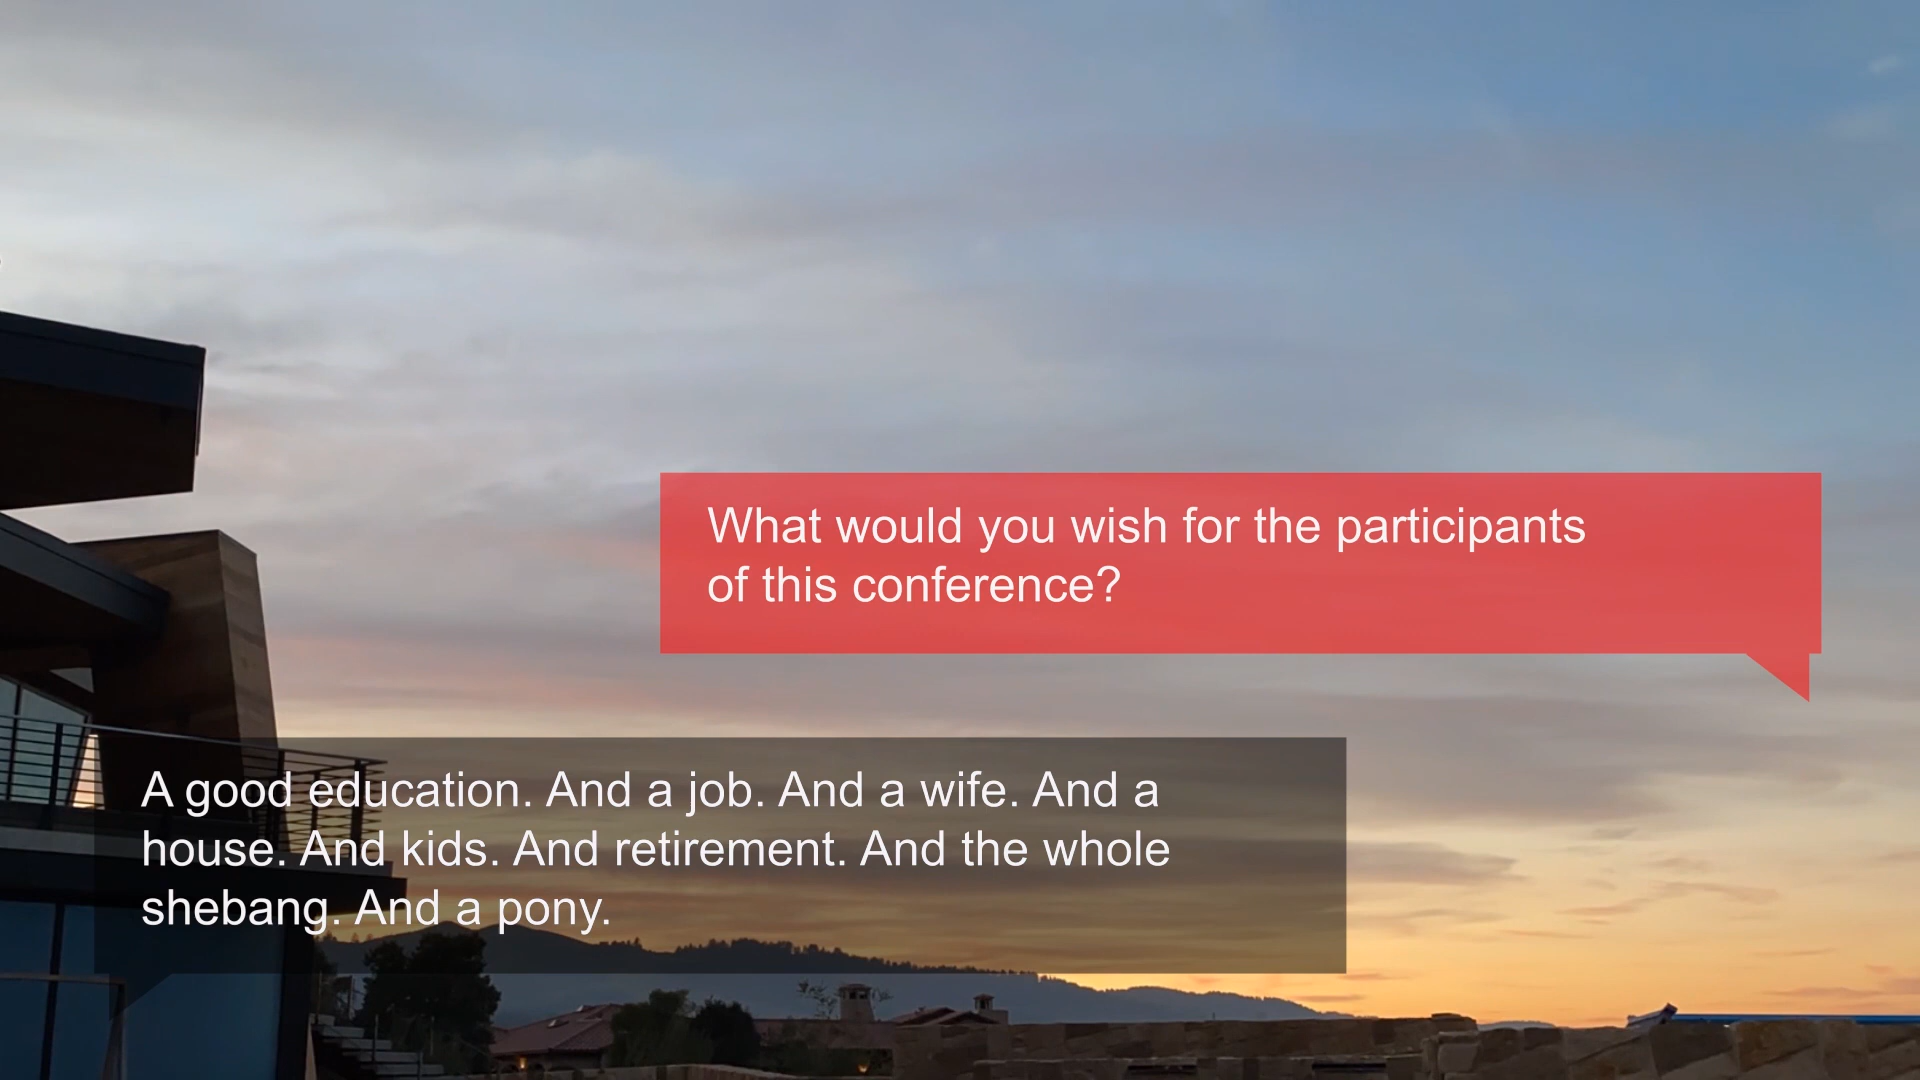 What would you wish for the participants
of this conference?
A good education. And a job. And a wife. And a
house. And kids. And retirement. And the whole
shebang. And a pony.